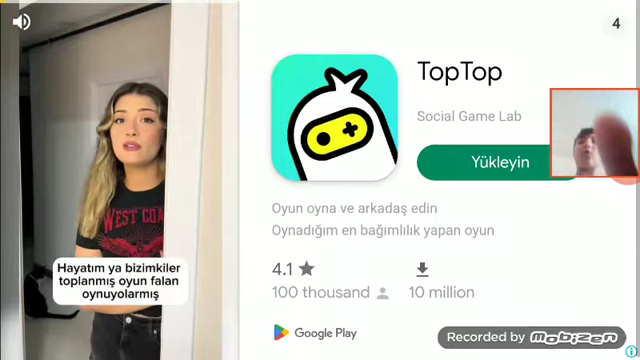 4
TopTop
Social Game Lab
Yükleyin
Oyun oyna ve arkadaş edin
Oynadığım en bağımlılık yapan oyun
4.1
100 thousand
10 million
Google Play
WEST COA
Hayatım ya bizimkiler
toplanmış oyun falan
oynuyolarmış
Recorded by mobizen